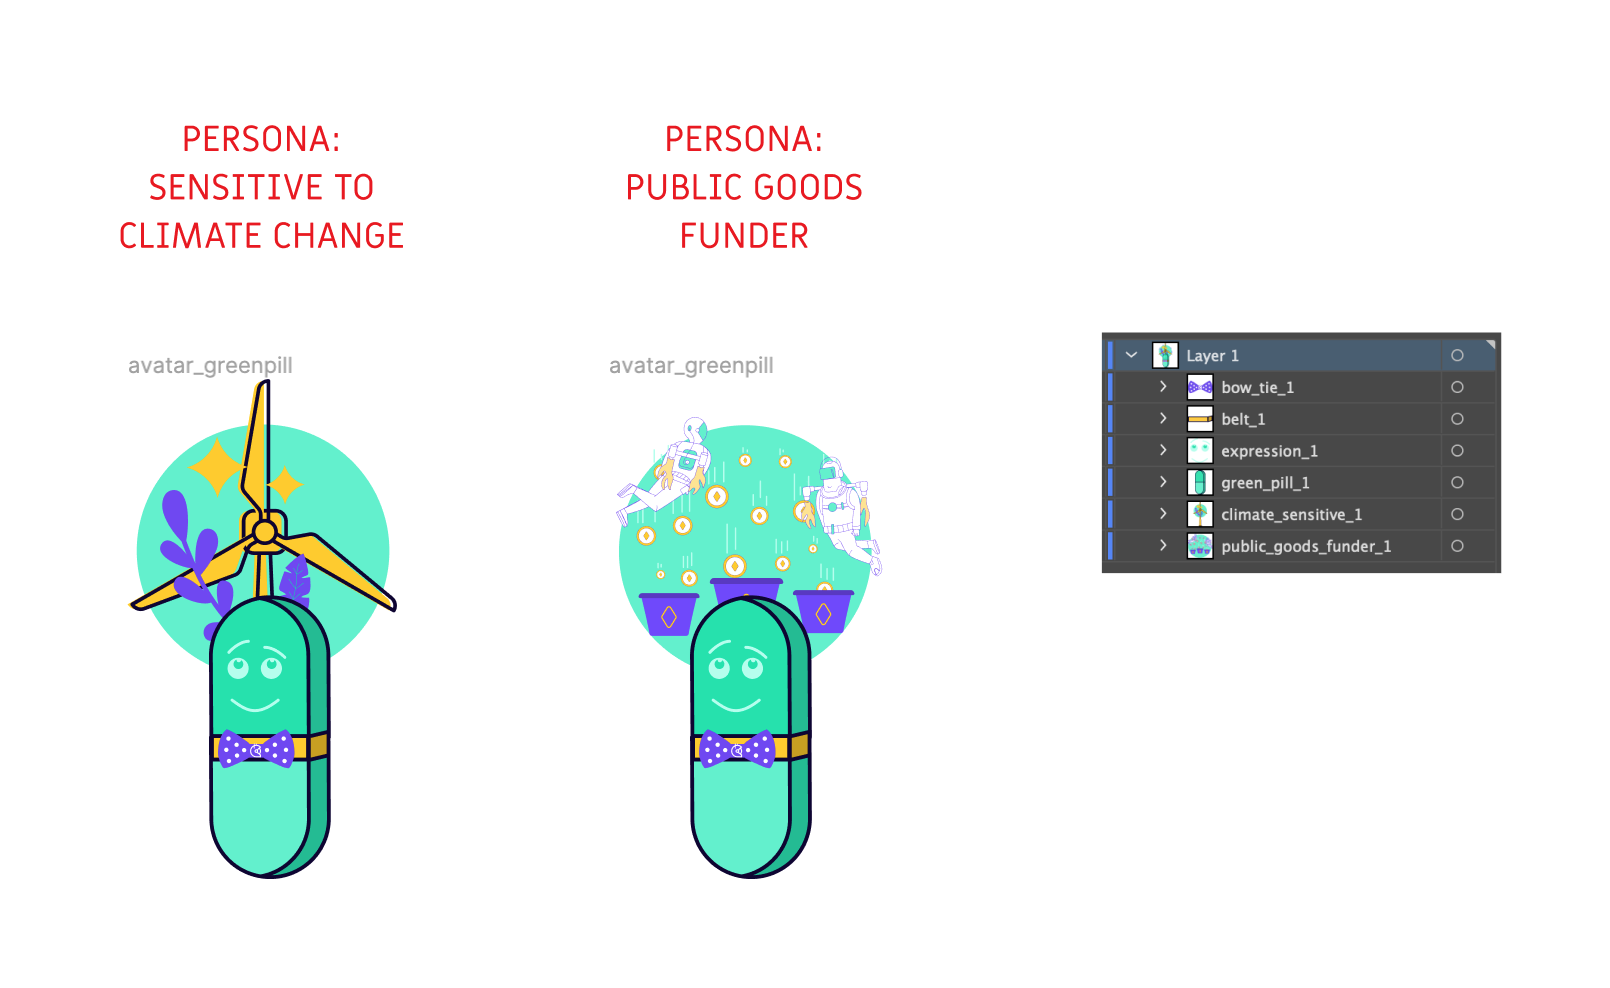 PERSONA:
SENSITIVE TO
CLIMATE CHANGE
PERSONA:
PUBLIC GOODS
FUNDER
avatar_greenpill
avatar_greenpill
Layer 1
bow_tie_1
belt_1
expression_1
green_pill_1
climate_sensitive_1
public_goods_funder_1